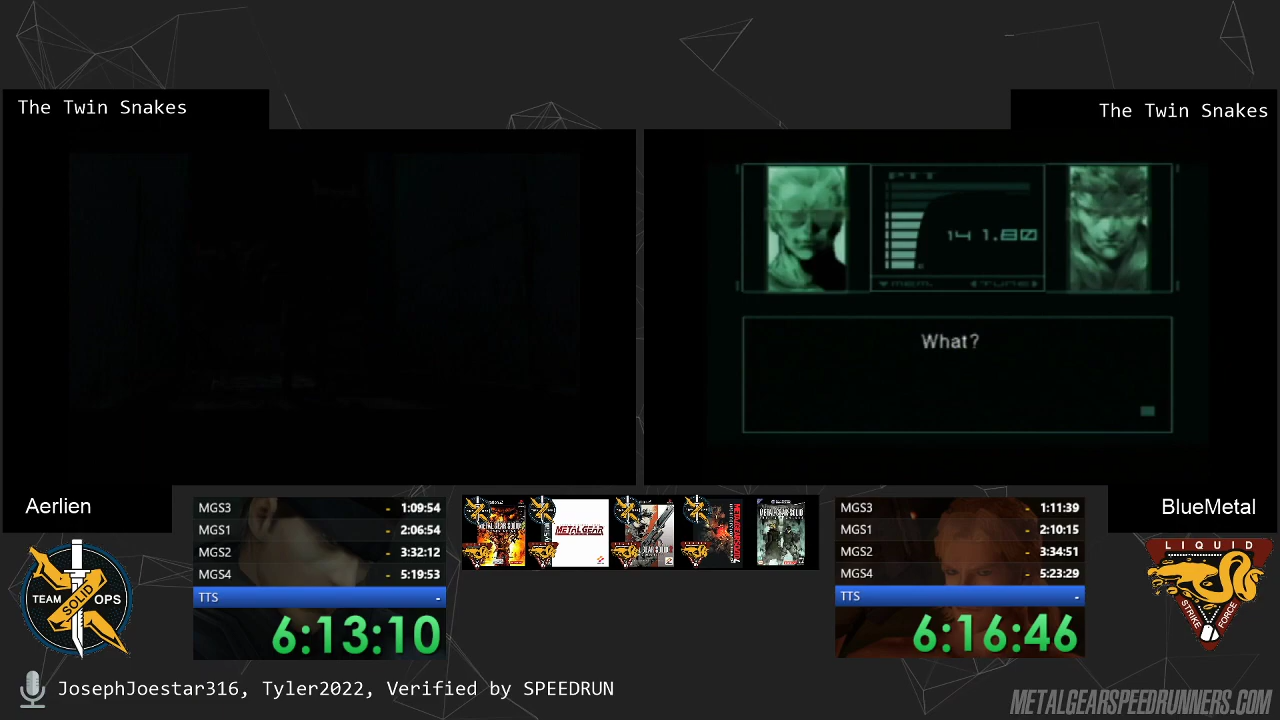 The Twin Snakes
The Twin Snakes
PTT
141.80
MEM.
TUNE
What?
Aerlien
BlueMetal
MGS3 - 1:09:54
MGS1 - 2:06:54
MGS2 - 3:32:12
MGS4 - 5:19:53
TTS -
6:13:10
METAL GEAR
MGS3 - 1:11:39
MGS1 - 2:10:15
MGS2 - 3:34:51
MGS4 - 5:23:29
TTS -
6:16:46
TEAM SOLID OPS
LIQUID
STRIKE FORCE
JosephJoestar316, Tyler2022, Verified by SPEEDRUN
METALGEARSPEEDRUNNERS.COM